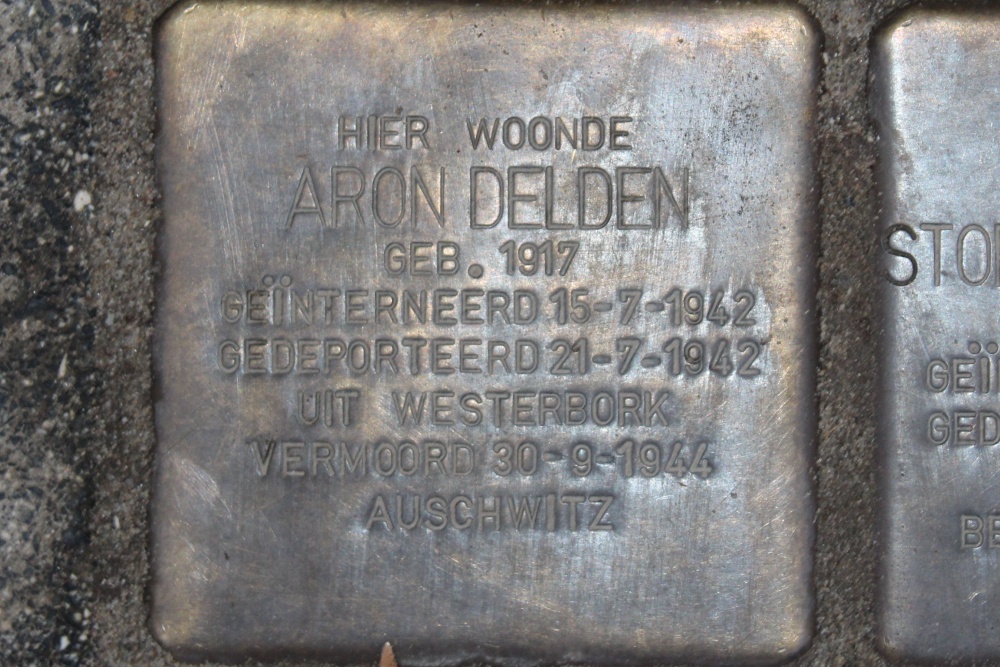 HIER WOONDE
ARON DELDEN
GEB. 1917
GEÏNTERNEERD 15-7-1942
GEDEPORTEERD 21-7-1942
UIT WESTERBORK
VERMOORD 30-9-1944
AUSCHWITZ